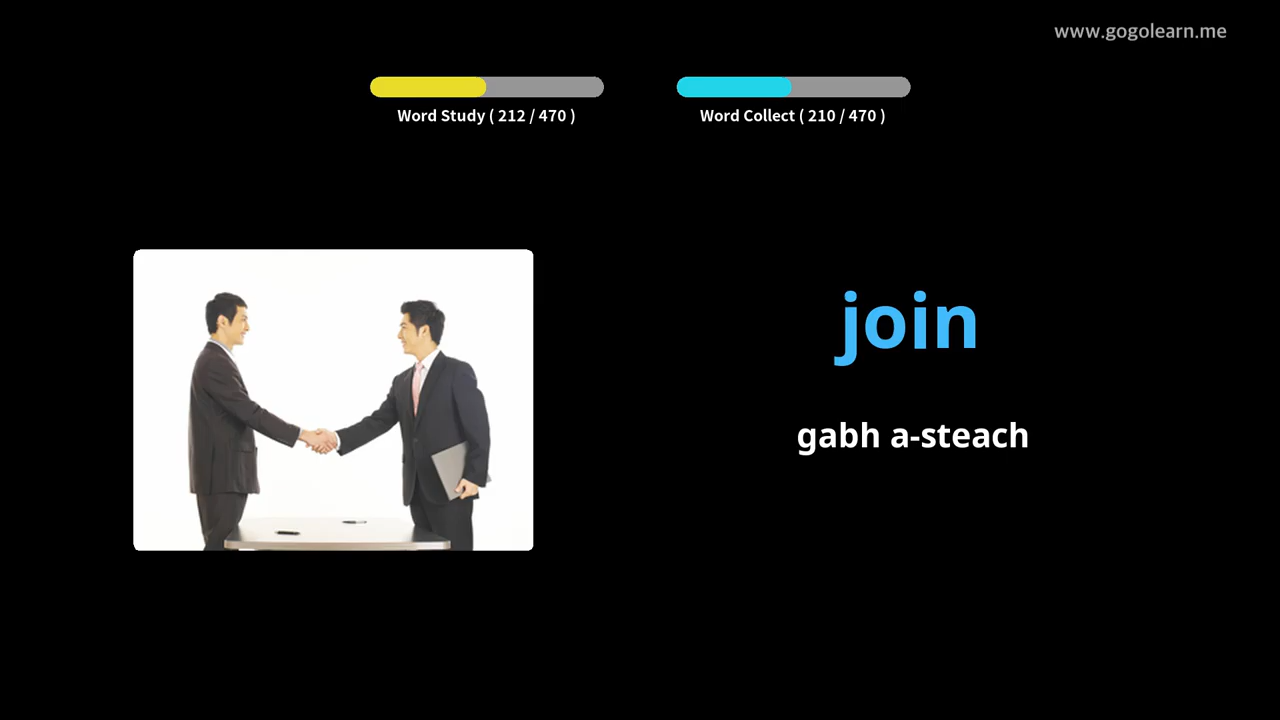 www.gogolearn.me
Word Study ( 212 / 470 )
Word Collect ( 210 / 470 )
join
gabh a-steach